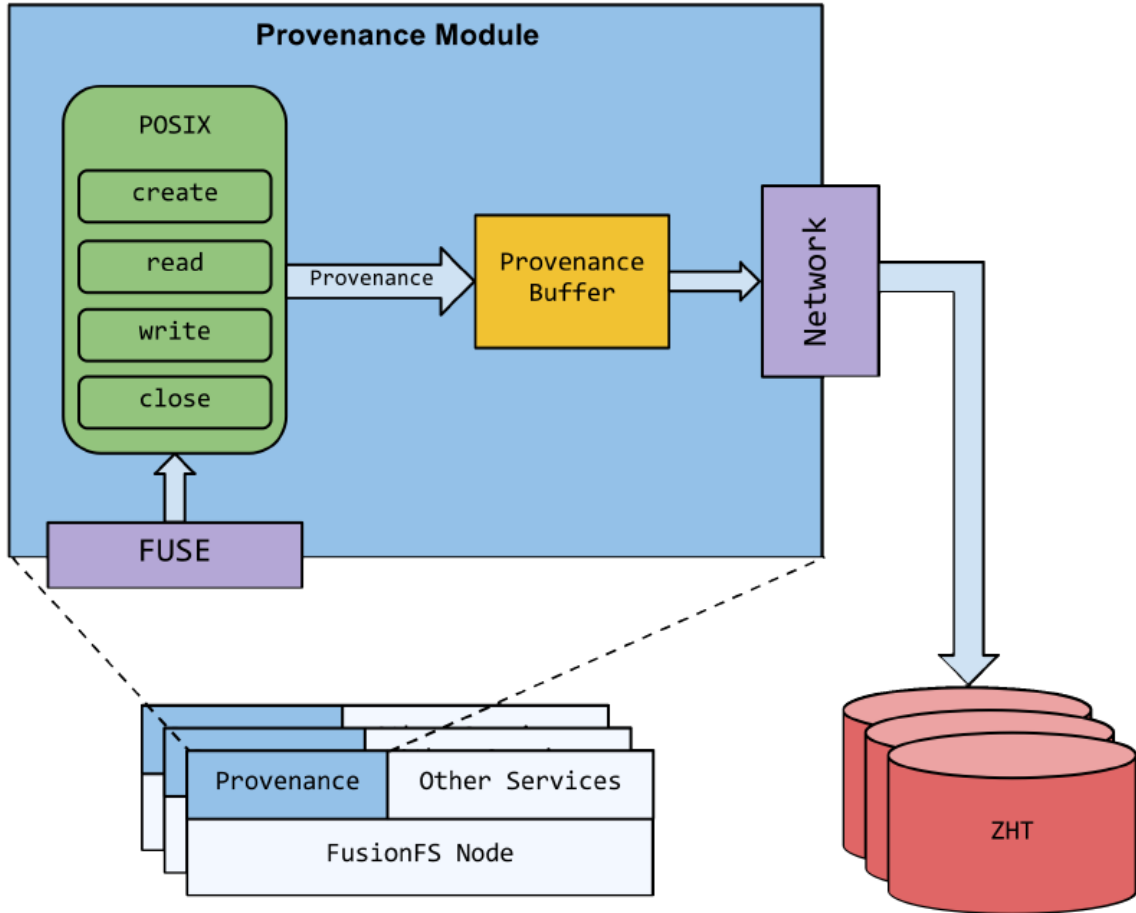 Provenance Module
POSIX
create
read
write
close
Provenance
Provenance
Buffer
Network
FUSE
Provenance
Other Services
FusionFS Node
ZHT